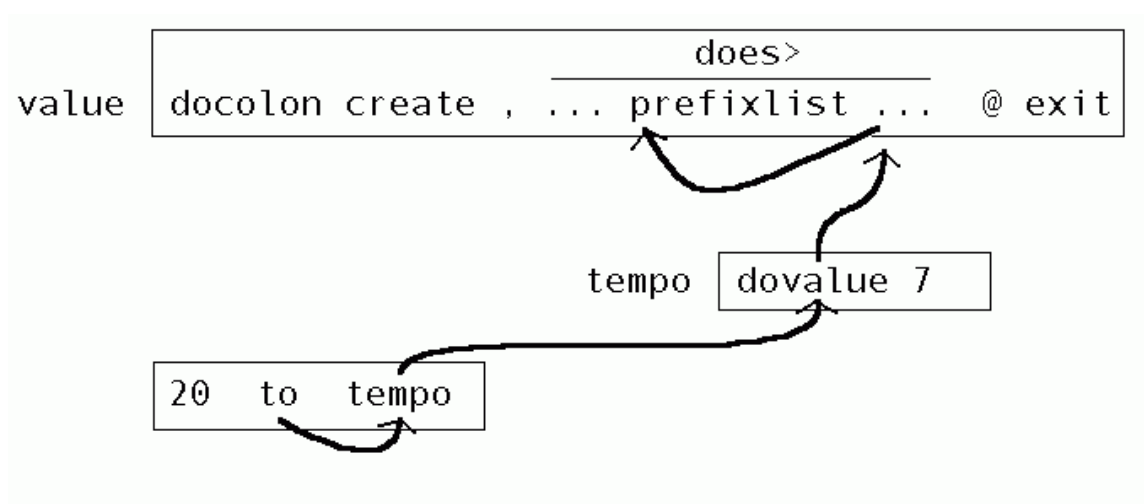 does>
value docolon create , ... prefixlist ... @ exit
tempo dovalue 7
20 to tempo